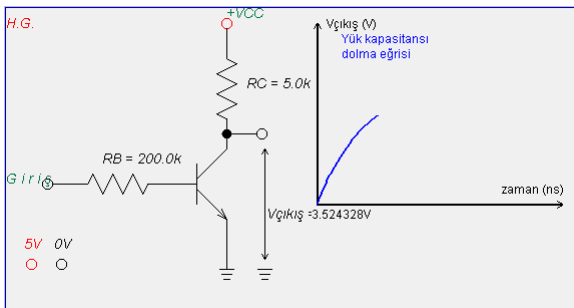 H.G.
+VCC
Vçıkış (V)
Yük kapasitansı
dolma eğrisi
RC = 5.0k
RB = 200.0k
Giriş
zaman (ns)
Vçıkış =3.524328V
5V 0V